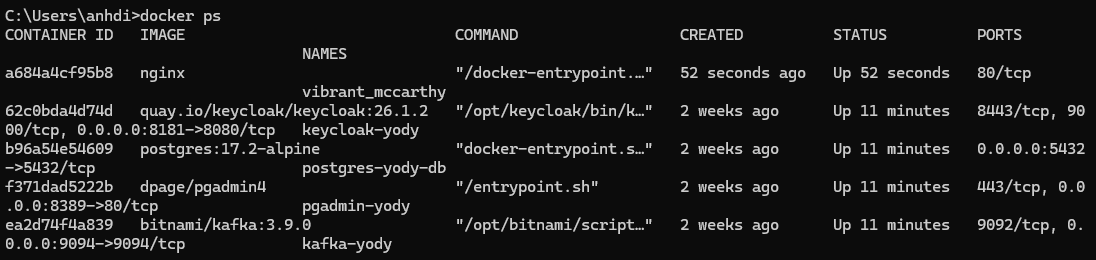 C:\Users\anhdi>docker ps
CONTAINER ID   IMAGE                              COMMAND                  CREATED          STATUS          PORTS
                                 NAMES
a684a4cf95b8   nginx                              "/docker-entrypoint.…"   52 seconds ago   Up 52 seconds   80/tcp
                                 vibrant_mccarthy
62c0bda4d74d   quay.io/keycloak/keycloak:26.1.2   "/opt/keycloak/bin/k…"   2 weeks ago      Up 11 minutes   8443/tcp, 90
00/tcp, 0.0.0.0:8181->8080/tcp   keycloak-yody
b96a54e54609   postgres:17.2-alpine               "docker-entrypoint.s…"   2 weeks ago      Up 11 minutes   0.0.0.0:5432
->5432/tcp                       postgres-yody-db
f371dad5222b   dpage/pgadmin4                     "/entrypoint.sh"         2 weeks ago      Up 11 minutes   443/tcp, 0.0
.0.0:8389->80/tcp                pgadmin-yody
ea2d74f4a839   bitnami/kafka:3.9.0                "/opt/bitnami/script…"   2 weeks ago      Up 11 minutes   9092/tcp, 0.
0.0.0:9094->9094/tcp             kafka-yody